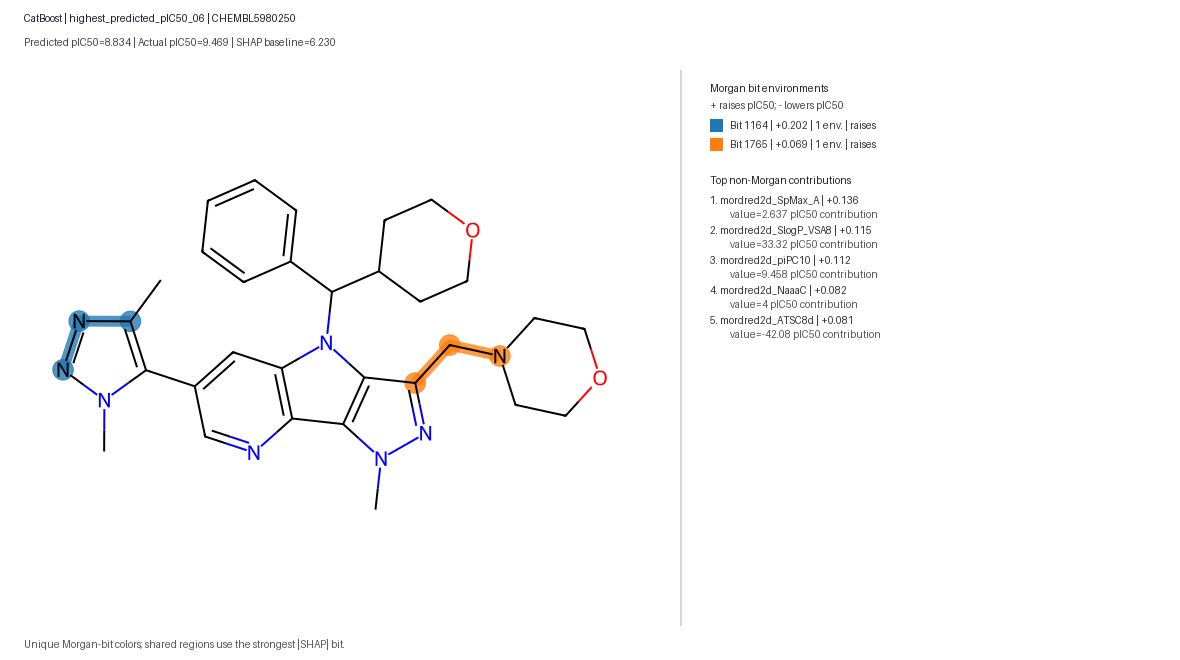 CatBoost | highest_predicted_pIC50_06 | CHEMBL5980250
Predicted pIC50=8.834 | Actual pIC50=9.469 | SHAP baseline=6.230
Morgan bit environments
+ raises pIC50; - lowers pIC50
Bit 1164 | +0.202 | 1 env. | raises
Bit 1765 | +0.069 | 1 env. | raises
Top non-Morgan contributions
1. mordred2d_SpMax_A | +0.136
value=2.637 pIC50 contribution
2. mordred2d_SlogP_VSA8 | +0.115
value=33.32 pIC50 contribution
3. mordred2d_piPC10 | +0.112
value=9.458 pIC50 contribution
4. mordred2d_NaaaC | +0.082
value=4 pIC50 contribution
5. mordred2d_ATSC8d | +0.081
value=-42.08 pIC50 contribution
O
N
N
N
N
N
O
N
N
N
Unique Morgan-bit colors; shared regions use the strongest |SHAP| bit.